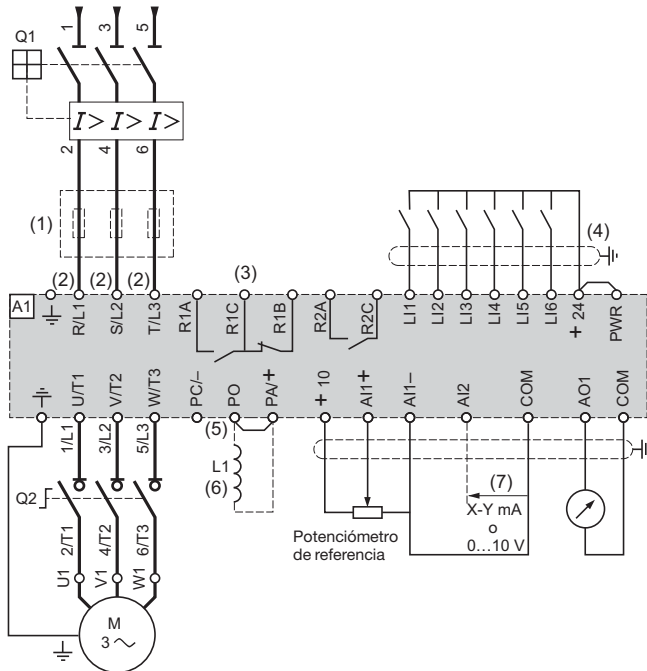 1 3 5
Q1
I> I> I>
2 4 6
(1)
(4)
(2) (2) (2) (3)
A1
R/L1 S/L2 T/L3 R1A R1C R1B R2A R2C LI1 LI2 LI3 LI4 LI5 LI6 + 24 PWR
U/T1 V/T2 W/T3 PC/– PO PA/+ + 10 AI1+ AI1– AI2 COM AO1 COM
1/L1 3/L2 5/L3
(5)
L1
(6)
(7)
X-Y mA
o
0...10 V
Q2
2/T1 4/T2 6/T3
Potenciómetro
de referencia
U1 V1 W1
M
3 ~